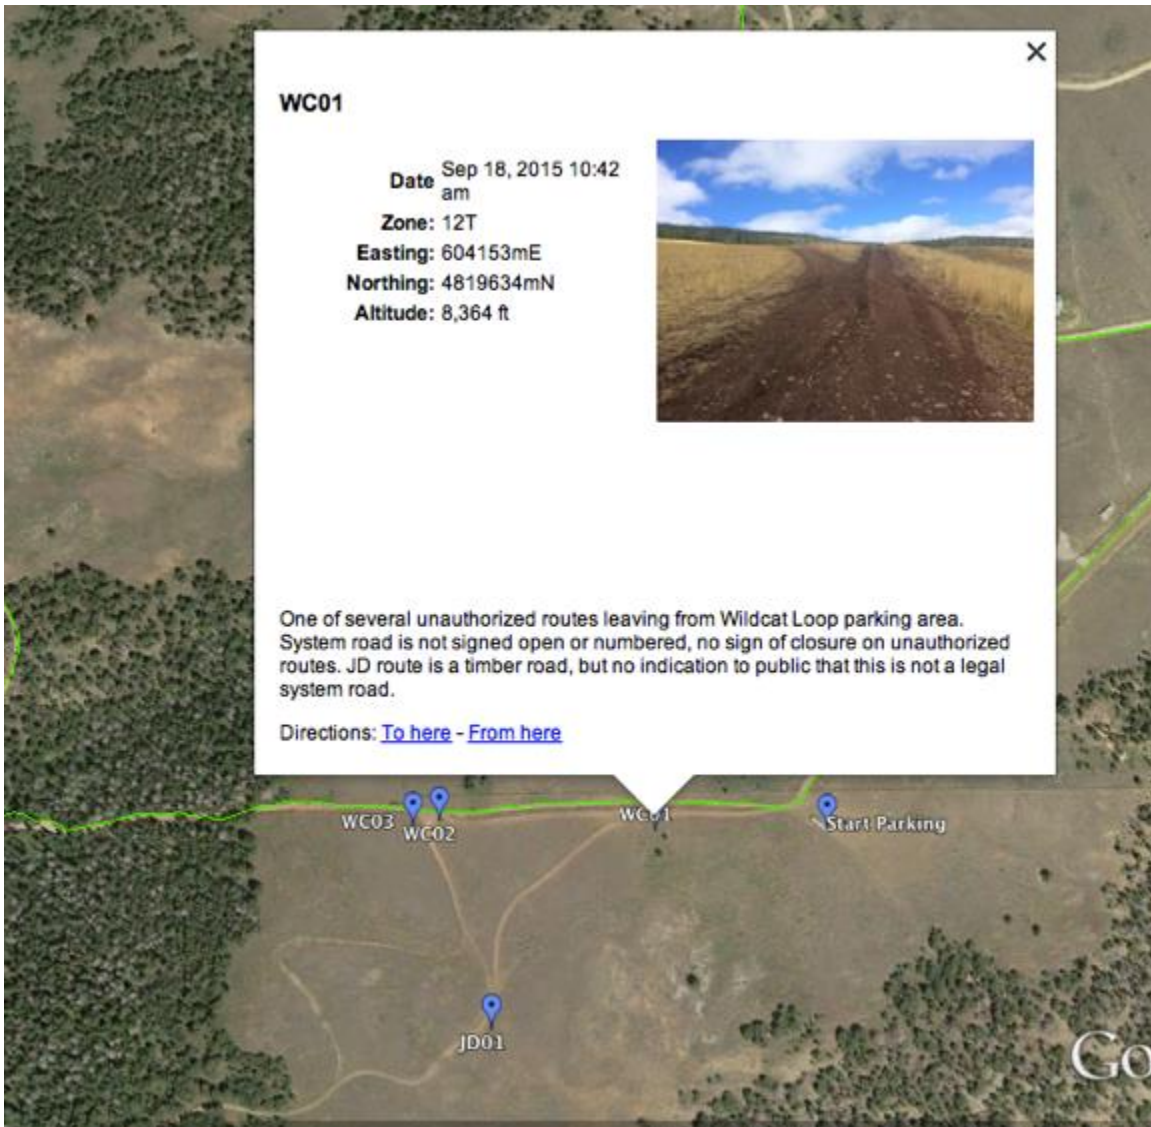 WC01
Date Sep 18, 2015 10:42
am
Zone: 12T
Easting: 604153mE
Northing: 4819634mN
Altitude: 8,364 ft
One of several unauthorized routes leaving from Wildcat Loop parking area.
System road is not signed open or numbered, no sign of closure on unauthorized
routes. JD route is a timber road, but no indication to public that this is not a legal
system road.
Directions: To here - From here
WC03
WC02
WC01
Start Parking
JD01
Go